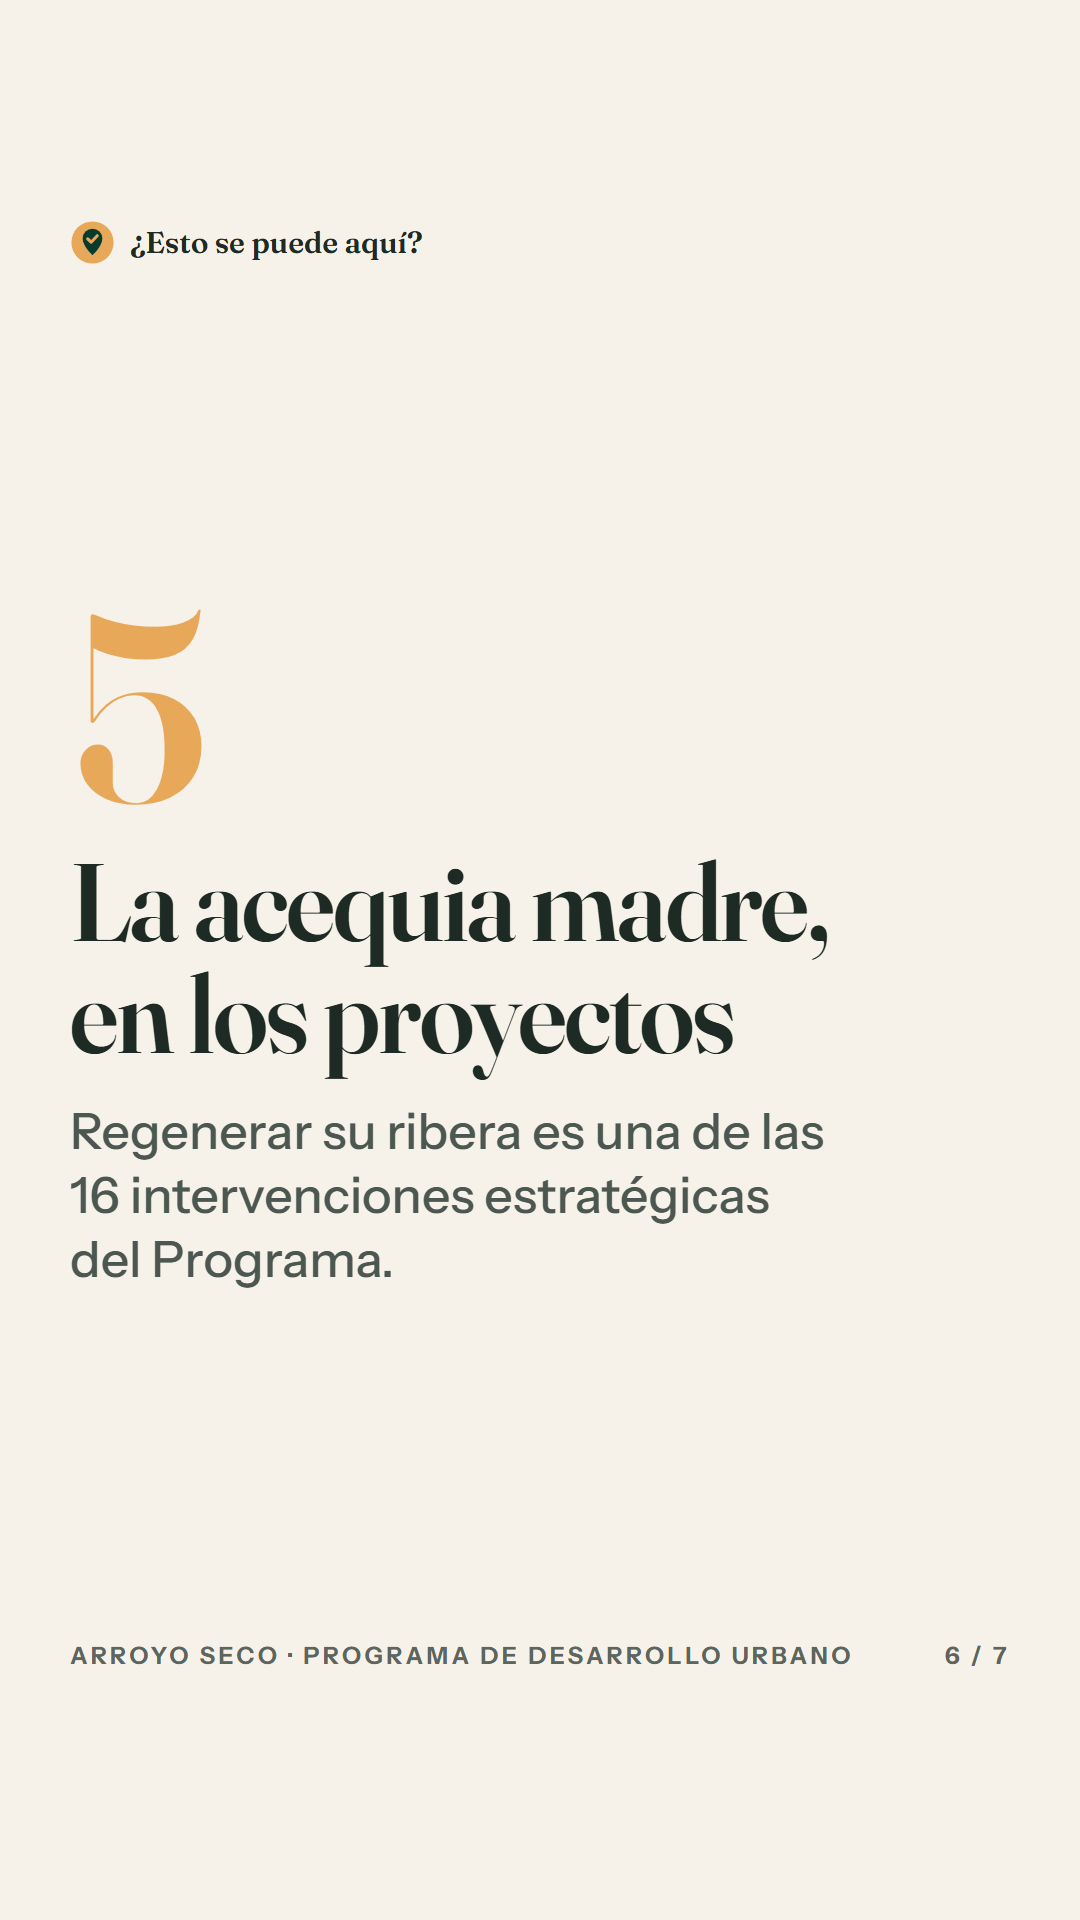 ¿Esto se puede aquí?
5
La acequia madre,
en los proyectos
Regenerar su ribera es una de las
16 intervenciones estratégicas
del Programa.
ARROYO SECO · PROGRAMA DE DESARROLLO URBANO 6 / 7